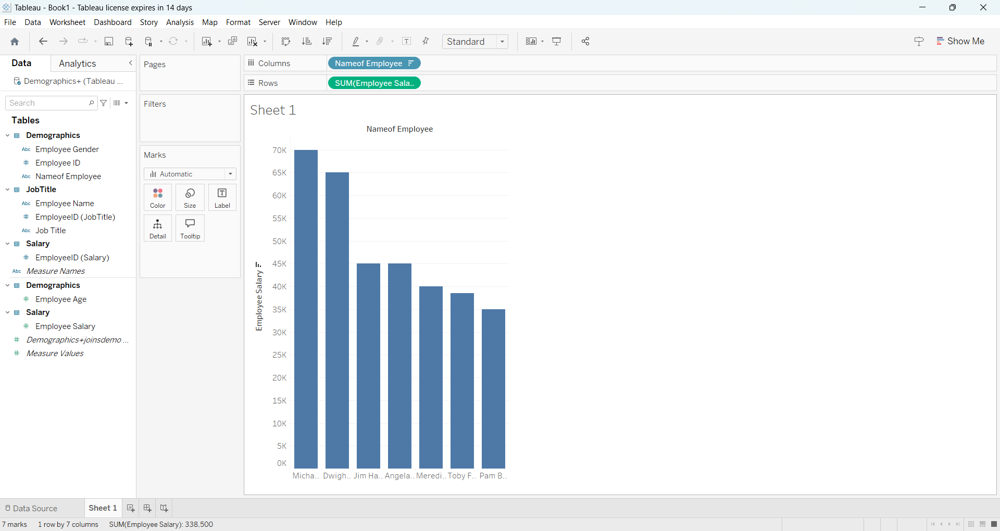 Tableau - Book1 - Tableau license expires in 14 days
File Data Worksheet Dashboard Story Analysis Map Format Server Window Help
Standard
Show Me
Data
Analytics
Demographics+ (Tableau ...
Search
Tables
Demographics
Abc Employee Gender
# Employee ID
Abc Nameof Employee
JobTitle
Abc Employee Name
# EmployeeID (JobTitle)
Abc Job Title
Salary
# EmployeeID (Salary)
Abc Measure Names
Demographics
# Employee Age
Salary
# Employee Salary
# Demographics+joinsdemo ...
# Measure Values
Pages
Filters
Marks
Automatic
Color
Size
T
Label
Detail
Tooltip
Columns
Nameof Employee
Rows
SUM(Employee Sala..
Sheet 1
Nameof Employee
Employee Salary
70K
65K
60K
55K
50K
45K
40K
35K
30K
25K
20K
15K
10K
5K
0K
Micha.. Dwigh.. Jim Ha.. Angela.. Meredi.. Toby F.. Pam B..
Data Source
Sheet 1
7 marks 1 row by 7 columns SUM(Employee Salary): 338,500